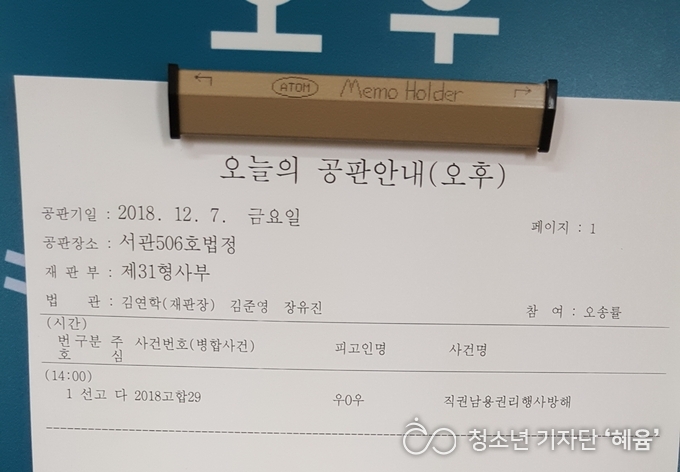 오후
ATOM Memo Holder
오늘의 공판안내(오후)
공판기일 : 2018. 12. 7. 금요일
페이지 : 1
공판장소 : 서관506호법정
재 판 부 : 제31형사부
법 관 : 김연학(재판장) 김준영 장유진
참 여 : 오송률
(시간)
번구분 주 사건번호(병합사건) 피고인명 사건명
호 심
(14:00)
1 선고 다 2018고합29 우0우 직권남용권리행사방해
청소년 기자단 '혜윰'